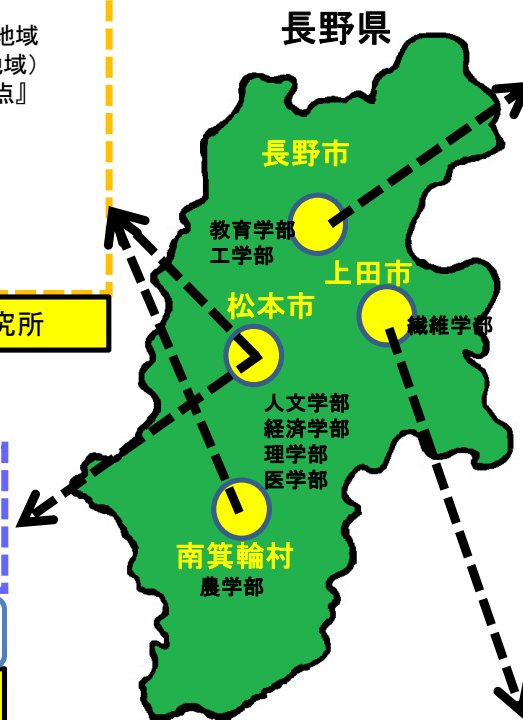 地域
地域）
点』
長野県
長野市
教育学部
工学部
上田市
繊維学部
松本市
究所
人文学部
経済学部
理学部
医学部
南箕輪村
農学部